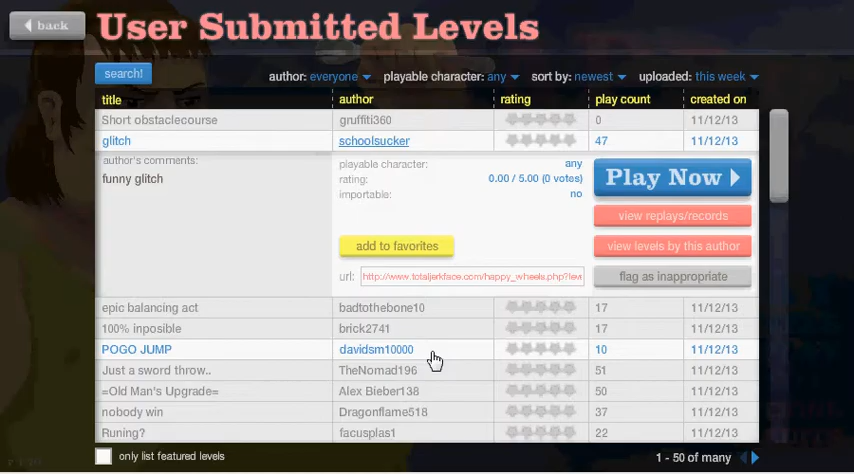 back
User Submitted Levels
search!
author: everyone playable character: any sort by: newest uploaded: this week
title author rating play count created on
Short obstaclecourse gruffiti360 0 11/12/13
glitch schoolsucker 47 11/12/13
author's comments: playable character: any
funny glitch rating: 0.00 / 5.00 (0 votes)
importable: no
Play Now
view replays/records
add to favorites view levels by this author
url: http://www.totaljerkface.com/happy_wheels.php?lev flag as inappropriate
epic balancing act badtothebone10 17 11/12/13
100% inposible brick2741 17 11/12/13
POGO JUMP davidsm10000 10 11/12/13
Just a sword throw.. TheNomad196 51 11/12/13
=Old Man's Upgrade= Alex Bieber138 50 11/12/13
nobody win Dragonflame518 37 11/12/13
Runing? facusplas1 22 11/12/13
only list featured levels 1 - 50 of many